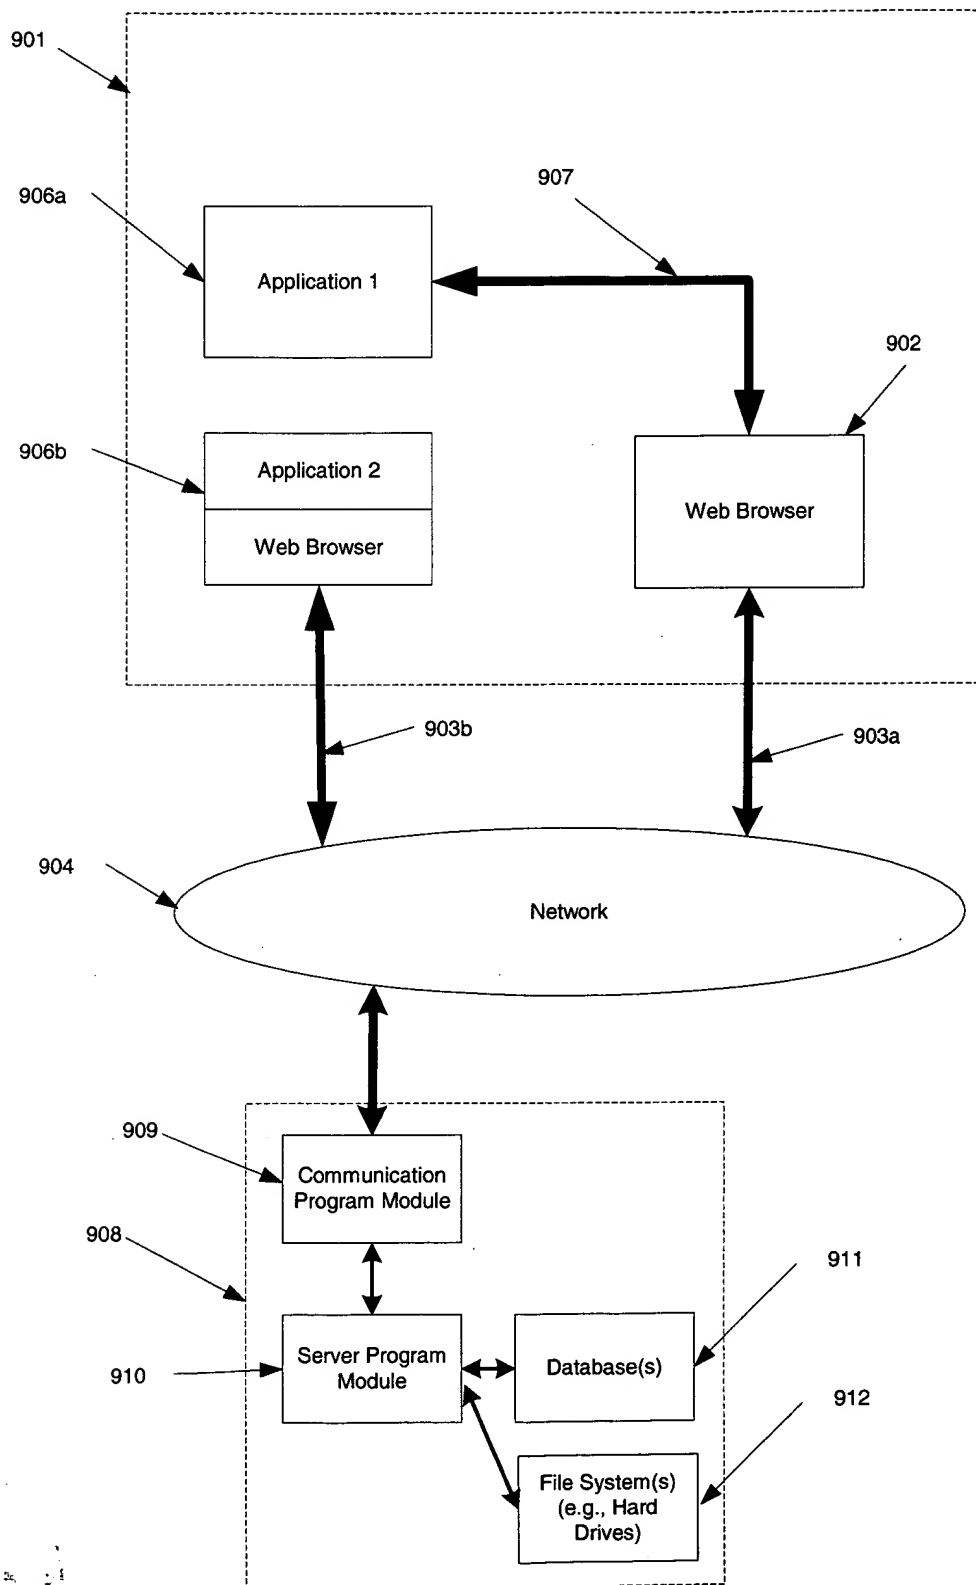 901
906a
907
Application 1
902
906b
Application 2
Web Browser
Web Browser
903b
903a
904
Network
909
Communication
Program Module
908
911
910
Server Program
Module
Database(s)
912
File System(s)
(e.g., Hard
Drives)